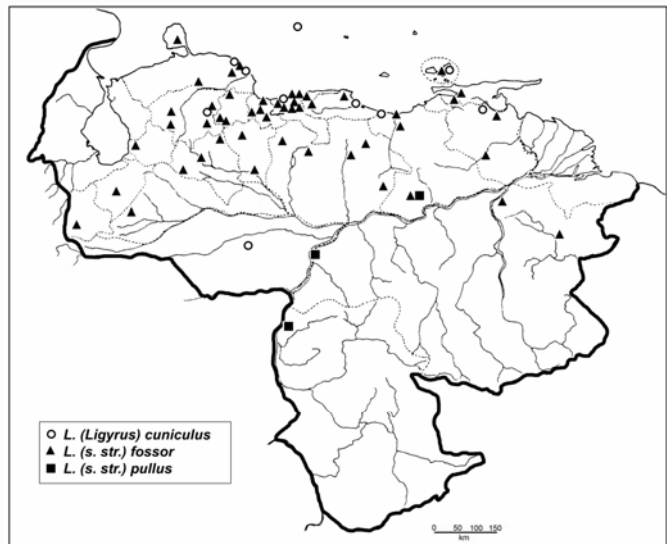 L. (Ligyrus) cuniculus
L. (s. str.) fossor
L. (s. str.) pullus
0 50 100 150
km